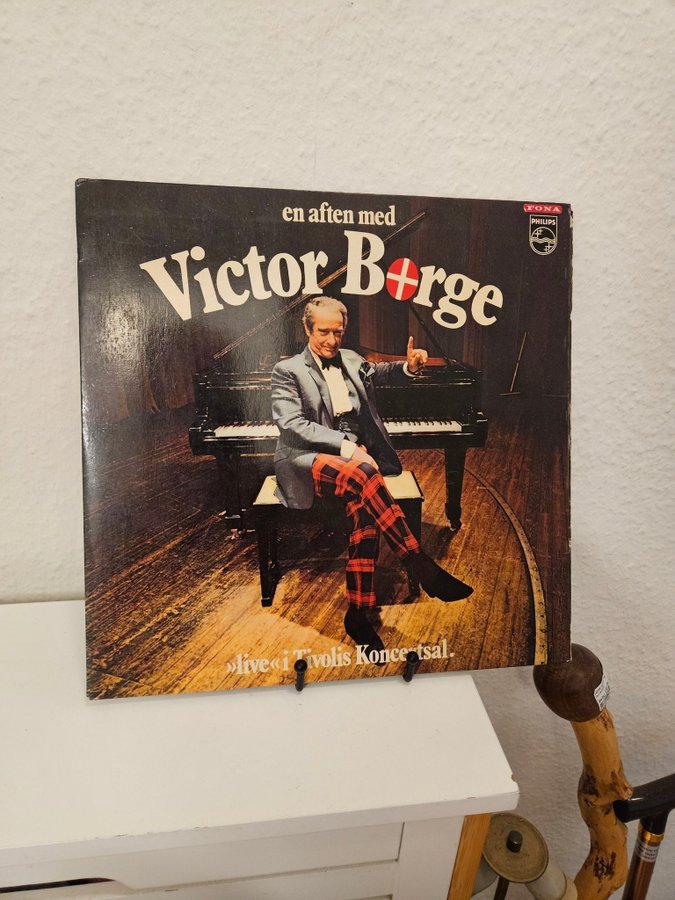 en aften med
FONA
PHILIPS
Victor Borge
»live« i Tivolis Koncertsal.